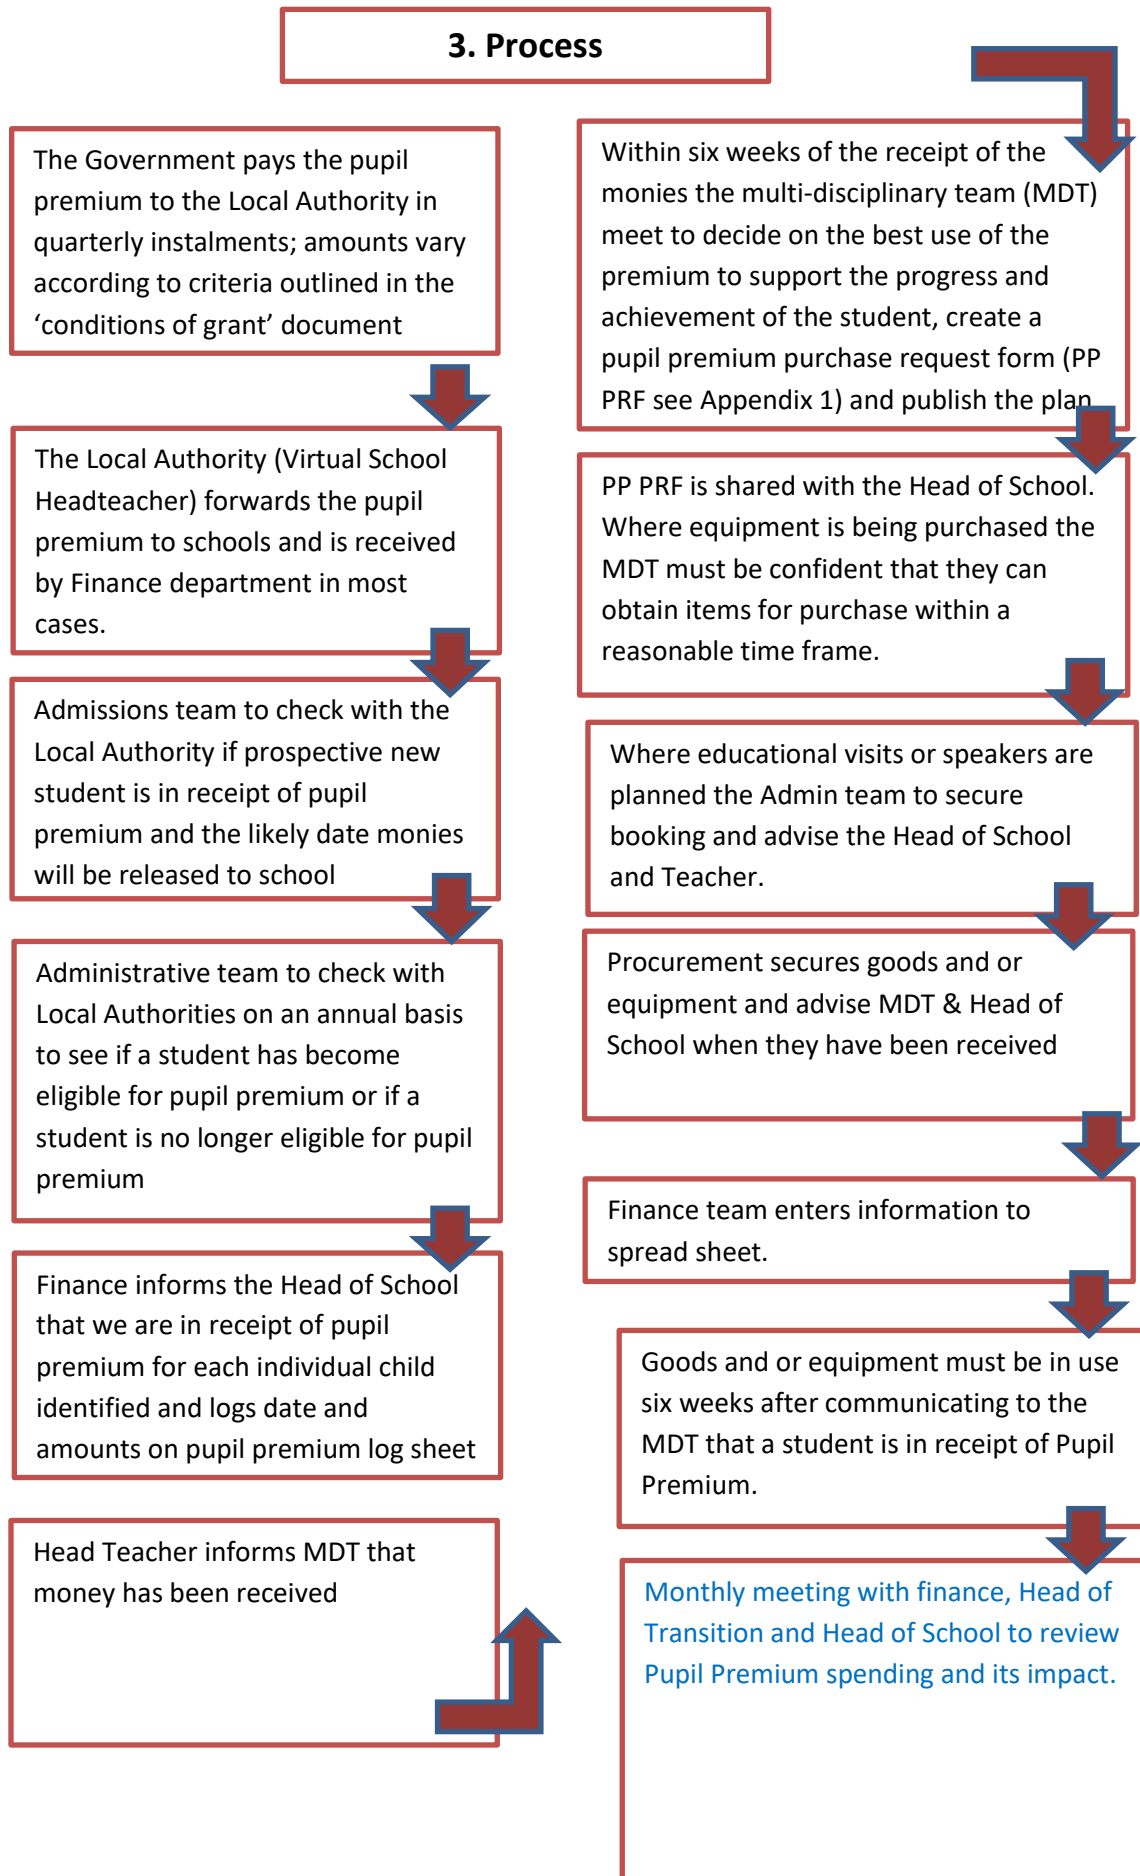 3. Process
The Government pays the pupil
premium to the Local Authority in
quarterly instalments; amounts vary
according to criteria outlined in the
‘conditions of grant’ document
The Local Authority (Virtual School
Headteacher) forwards the pupil
premium to schools and is received
by Finance department in most
cases.
Admissions team to check with the
Local Authority if prospective new
student is in receipt of pupil
premium and the likely date monies
will be released to school
Administrative team to check with
Local Authorities on an annual basis
to see if a student has become
eligible for pupil premium or if a
student is no longer eligible for pupil
premium
Finance informs the Head of School
that we are in receipt of pupil
premium for each individual child
identified and logs date and
amounts on pupil premium log sheet
Head Teacher informs MDT that
money has been received
Within six weeks of the receipt of the
monies the multi-disciplinary team (MDT)
meet to decide on the best use of the
premium to support the progress and
achievement of the student, create a
pupil premium purchase request form (PP
PRF see Appendix 1) and publish the plan
PP PRF is shared with the Head of School.
Where equipment is being purchased the
MDT must be confident that they can
obtain items for purchase within a
reasonable time frame.
Where educational visits or speakers are
planned the Admin team to secure
booking and advise the Head of School
and Teacher.
Procurement secures goods and or
equipment and advise MDT & Head of
School when they have been received
Finance team enters information to
spread sheet.
Goods and or equipment must be in use
six weeks after communicating to the
MDT that a student is in receipt of Pupil
Premium.
Monthly meeting with finance, Head of
Transition and Head of School to review
Pupil Premium spending and its impact.